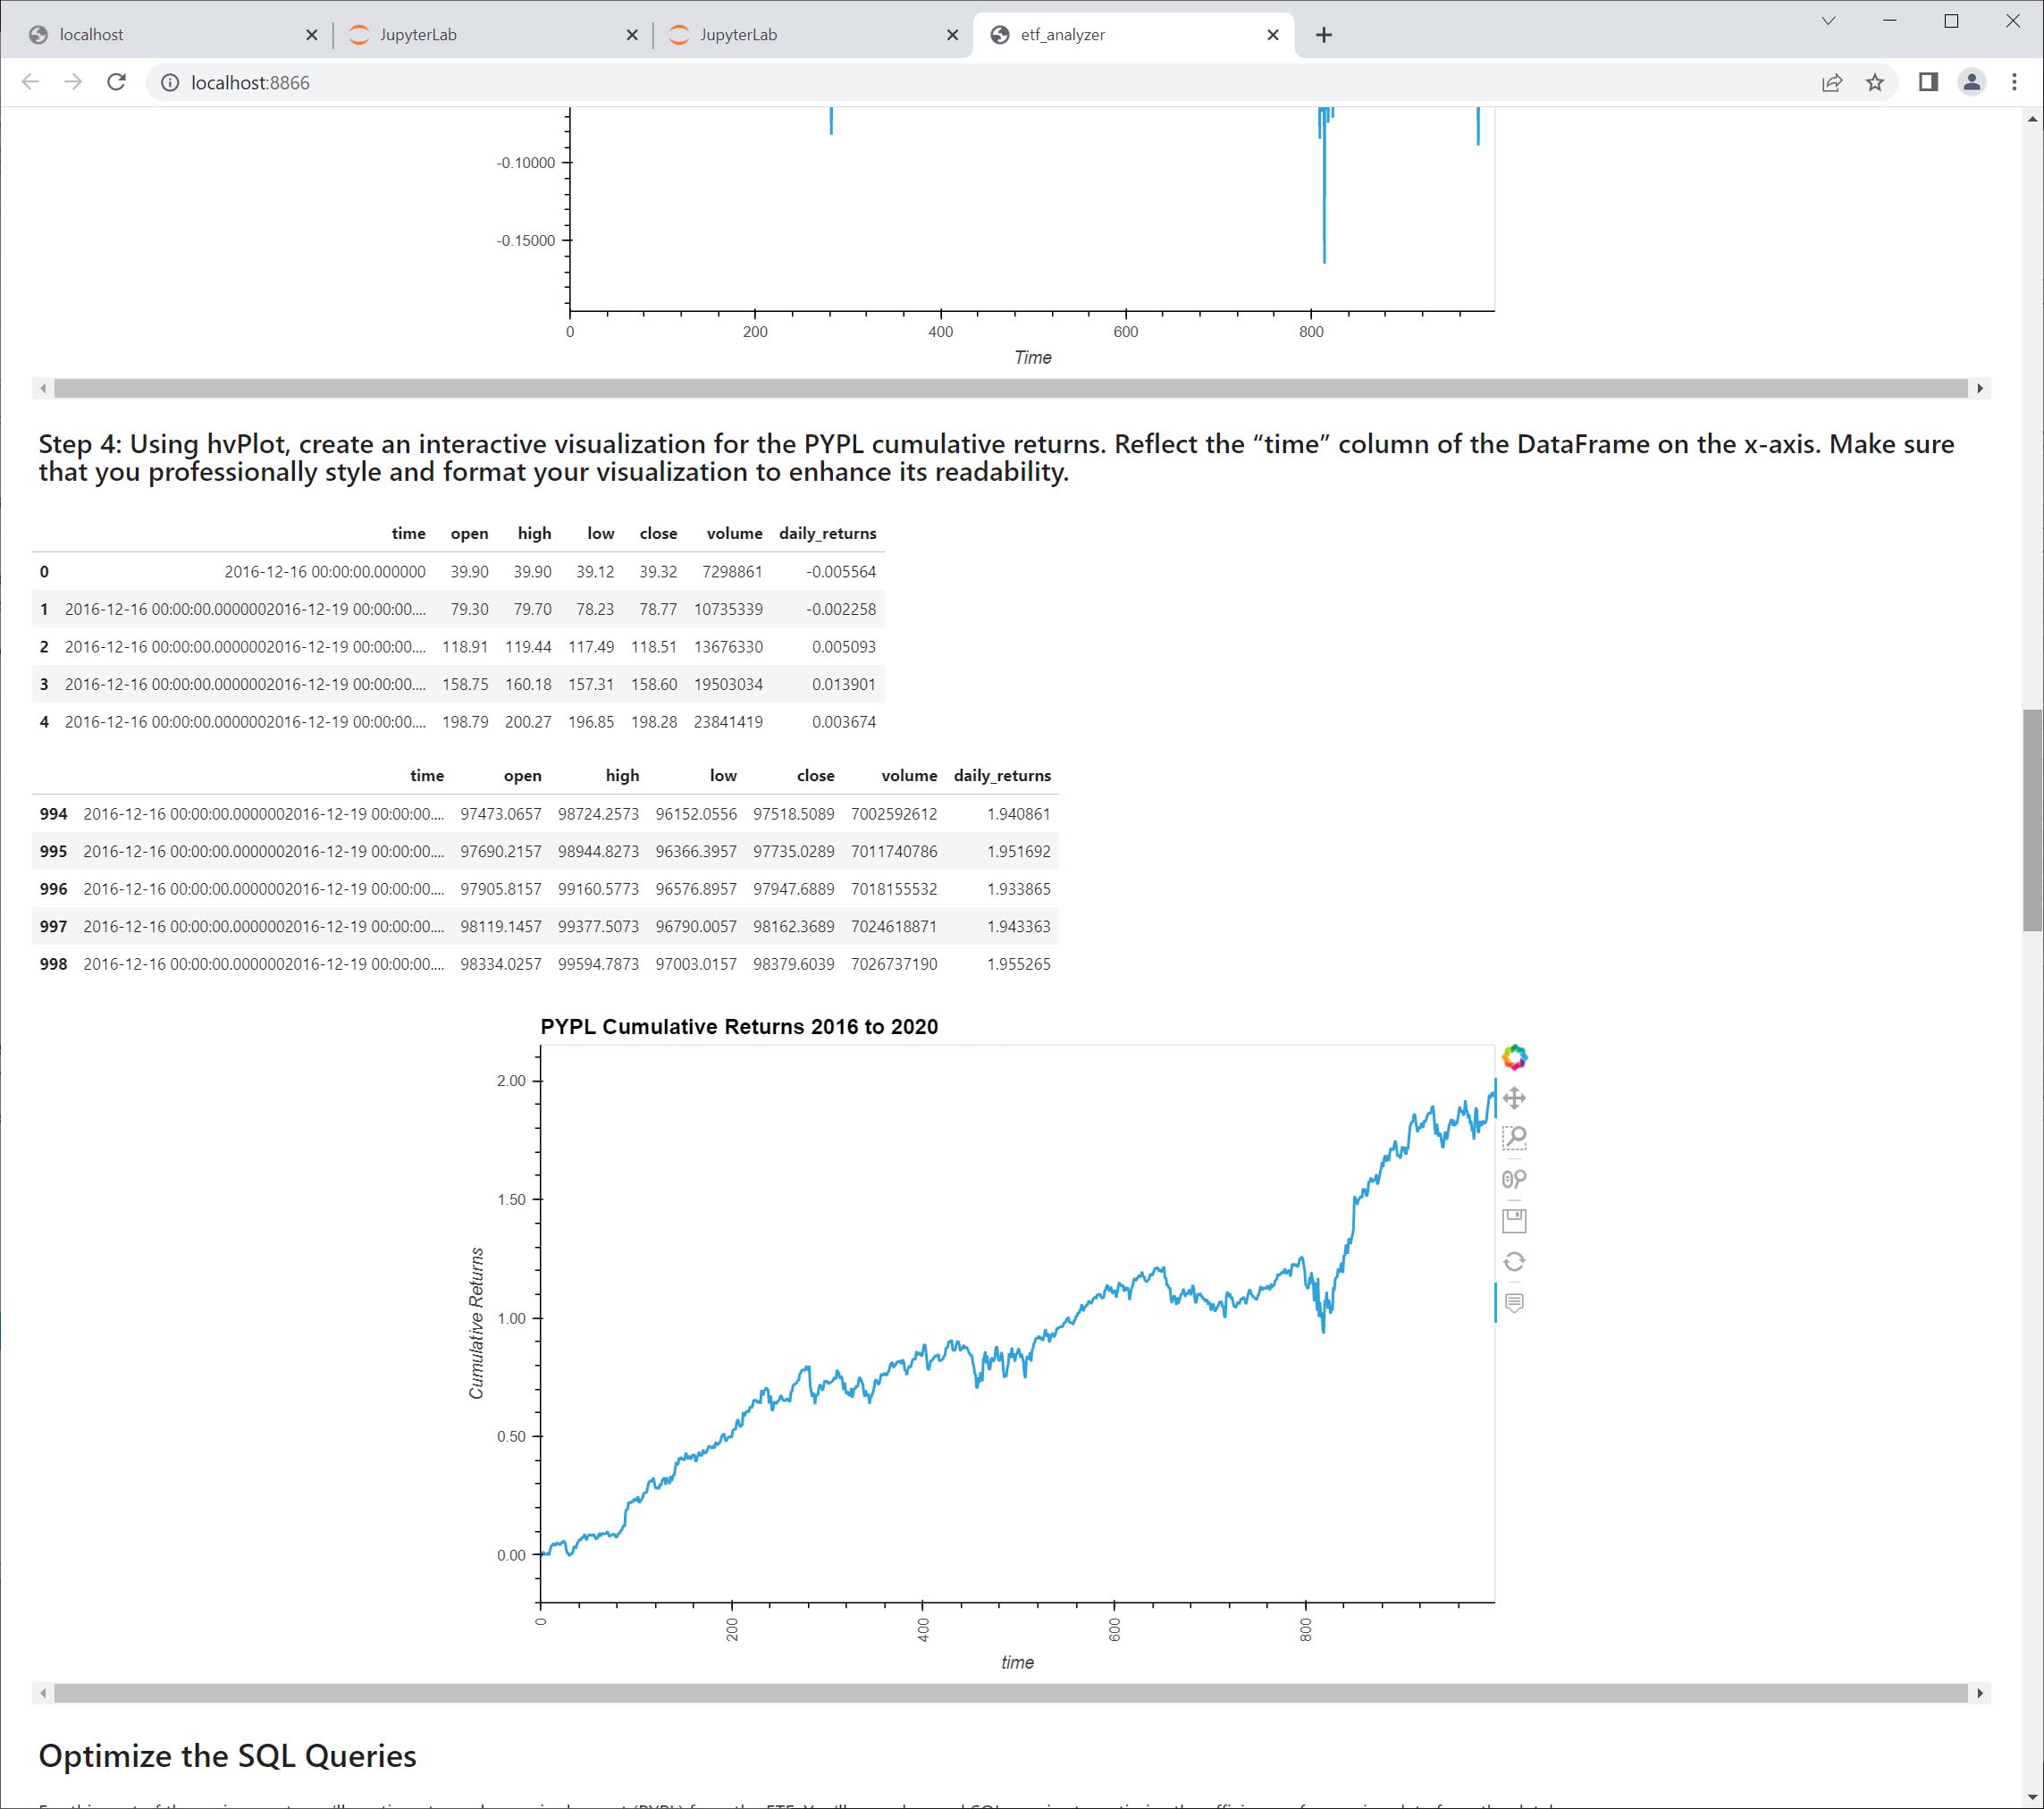 localhost
JupyterLab
JupyterLab
etf_analyzer
localhost:8866
-0.10000
-0.15000
0 200 400 600 800
Time
Step 4: Using hvPlot, create an interactive visualization for the PYPL cumulative returns. Reflect the “time” column of the DataFrame on the x-axis. Make sure
that you professionally style and format your visualization to enhance its readability.
time open high low close volume daily_returns
0 2016-12-16 00:00:00.000000 39.90 39.90 39.12 39.32 7298861 -0.005564
1 2016-12-16 00:00:00.0000002016-12-19 00:00:00.... 79.30 79.70 78.23 78.77 10735339 -0.002258
2 2016-12-16 00:00:00.0000002016-12-19 00:00:00.... 118.91 119.44 117.49 118.51 13676330 0.005093
3 2016-12-16 00:00:00.0000002016-12-19 00:00:00.... 158.75 160.18 157.31 158.60 19503034 0.013901
4 2016-12-16 00:00:00.0000002016-12-19 00:00:00.... 198.79 200.27 196.85 198.28 23841419 0.003674
time open high low close volume daily_returns
994 2016-12-16 00:00:00.0000002016-12-19 00:00:00.... 97473.0657 98724.2573 96152.0556 97518.5089 7002592612 1.940861
995 2016-12-16 00:00:00.0000002016-12-19 00:00:00.... 97690.2157 98944.8273 96366.3957 97735.0289 7011740786 1.951692
996 2016-12-16 00:00:00.0000002016-12-19 00:00:00.... 97905.8157 99160.5773 96576.8957 97947.6889 7018155532 1.933865
997 2016-12-16 00:00:00.0000002016-12-19 00:00:00.... 98119.1457 99377.5073 96790.0057 98162.3689 7024618871 1.943363
998 2016-12-16 00:00:00.0000002016-12-19 00:00:00.... 98334.0257 99594.7873 97003.0157 98379.6039 7026737190 1.955265
PYPL Cumulative Returns 2016 to 2020
2.00
1.50
1.00
0.50
0.00
Cumulative Returns
0 200 400 600 800
time
Optimize the SQL Queries